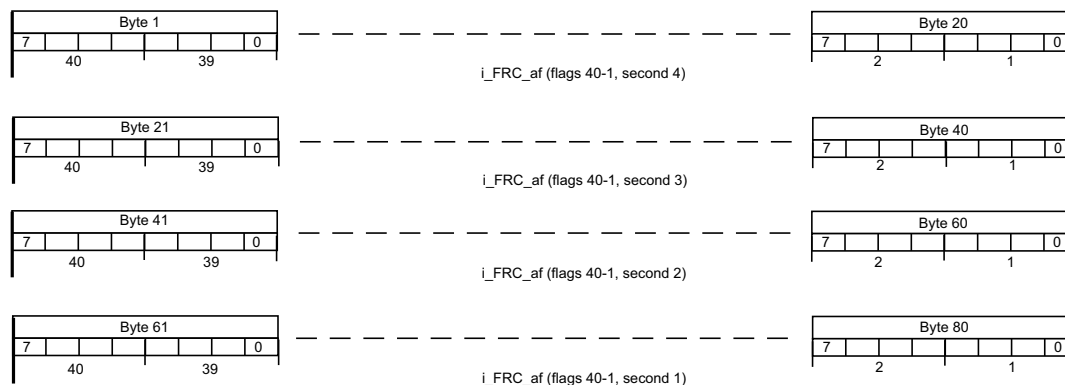 Byte 1 Byte 20
7 0 7 0
40 39 2 1
i_FRC_af (flags 40-1, second 4)
Byte 21 Byte 40
7 0 7 0
40 39 2 1
i_FRC_af (flags 40-1, second 3)
Byte 41 Byte 60
7 0 7 0
40 39 2 1
i_FRC_af (flags 40-1, second 2)
Byte 61 Byte 80
7 0 7 0
40 39 2 1
i_FRC_af (flags 40-1, second 1)